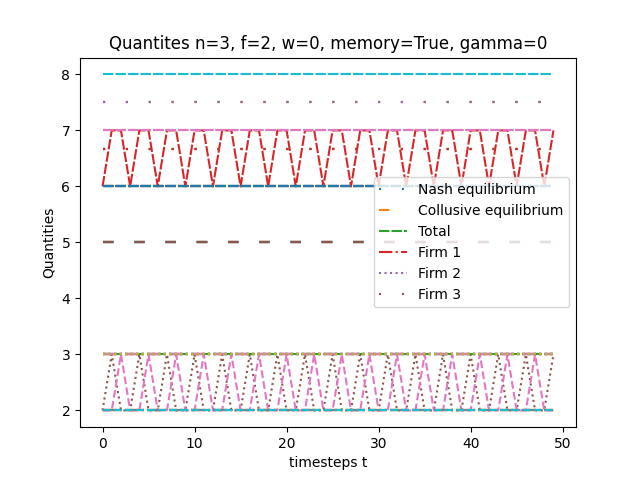 Quantites n=3, f=2, w=0, memory=True, gamma=0
8
7
6
5
4
3
2
Quantities
Nash equilibrium
Collusive equilibrium
Total
Firm 1
Firm 2
Firm 3
0 10 20 30 40 50
timesteps t